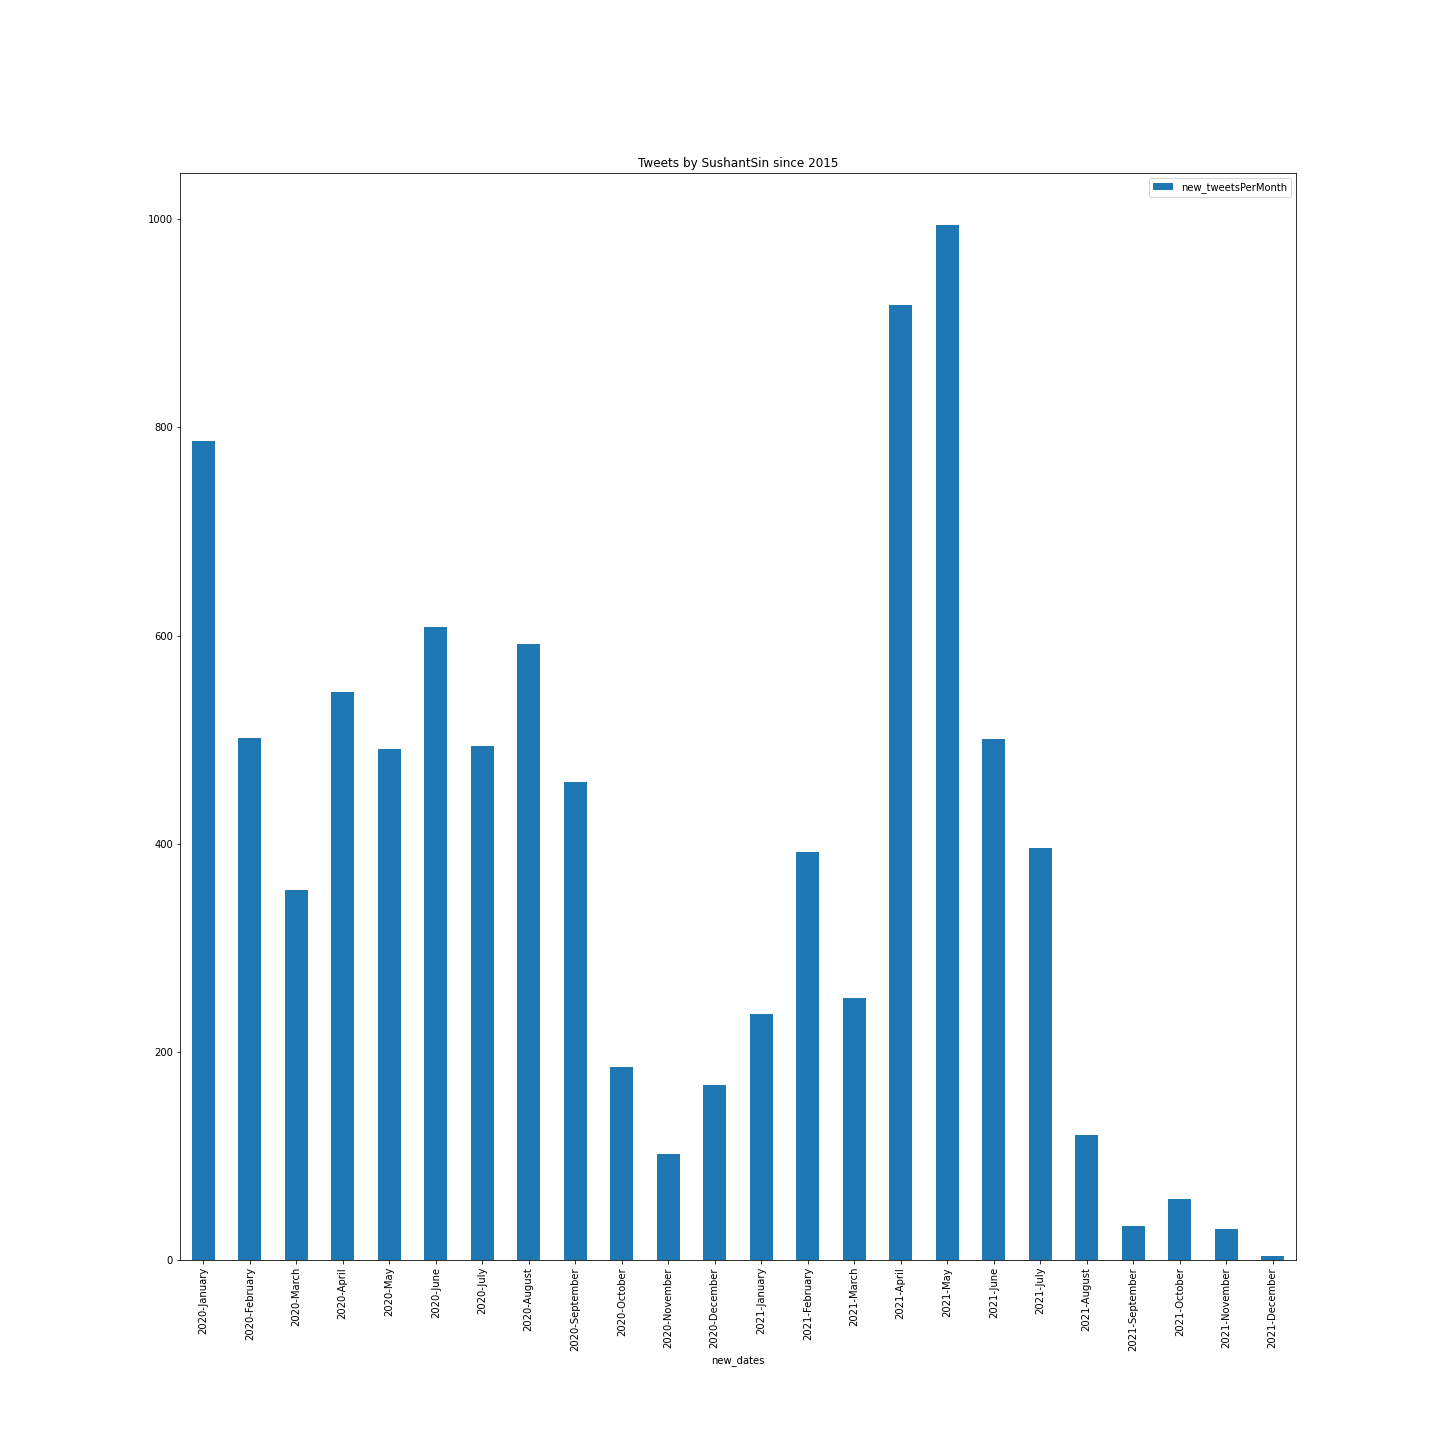 Tweets by SushantSin since 2015
new_tweetsPerMonth
1000
800
600
400
200
0
2020-January
2020-February
2020-March
2020-April
2020-May
2020-June
2020-July
2020-August
2020-September
2020-October
2020-November
2020-December
2021-January
2021-February
2021-March
2021-April
2021-May
2021-June
2021-July
2021-August
2021-September
2021-October
2021-November
2021-December
new_dates